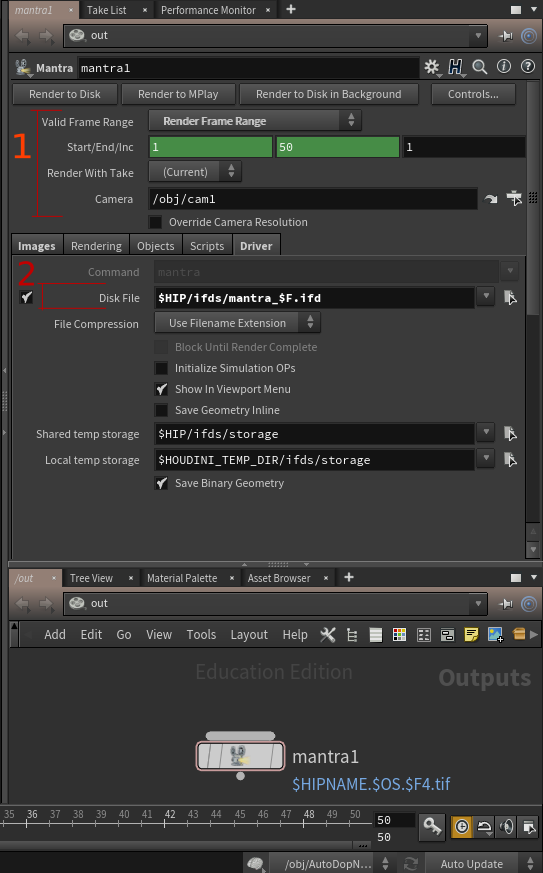 mantra1 Take List Performance Monitor
out
Mantra mantra1
Render to Disk Render to MPlay Render to Disk in Background Controls...
Valid Frame Range Render Frame Range
1 Start/End/Inc 1 50 1
Render With Take (Current)
Camera /obj/cam1
Override Camera Resolution
Images Rendering Objects Scripts Driver
2 Command mantra
Disk File $HIP/ifds/mantra_$F.ifd
File Compression Use Filename Extension
Block Until Render Complete
Initialize Simulation OPs
Show In Viewport Menu
Save Geometry Inline
Shared temp storage $HIP/ifds/storage
Local temp storage $HOUDINI_TEMP_DIR/ifds/storage
Save Binary Geometry
/out Tree View Material Palette Asset Browser
out
Add Edit Go View Tools Layout Help
Education Edition Outputs
mantra1
$HIPNAME.$OS.$F4.tif
35 36 37 38 39 40 41 42 43 44 45 46 47 48 49 50 50
50
/obj/AutoDopN... Auto Update